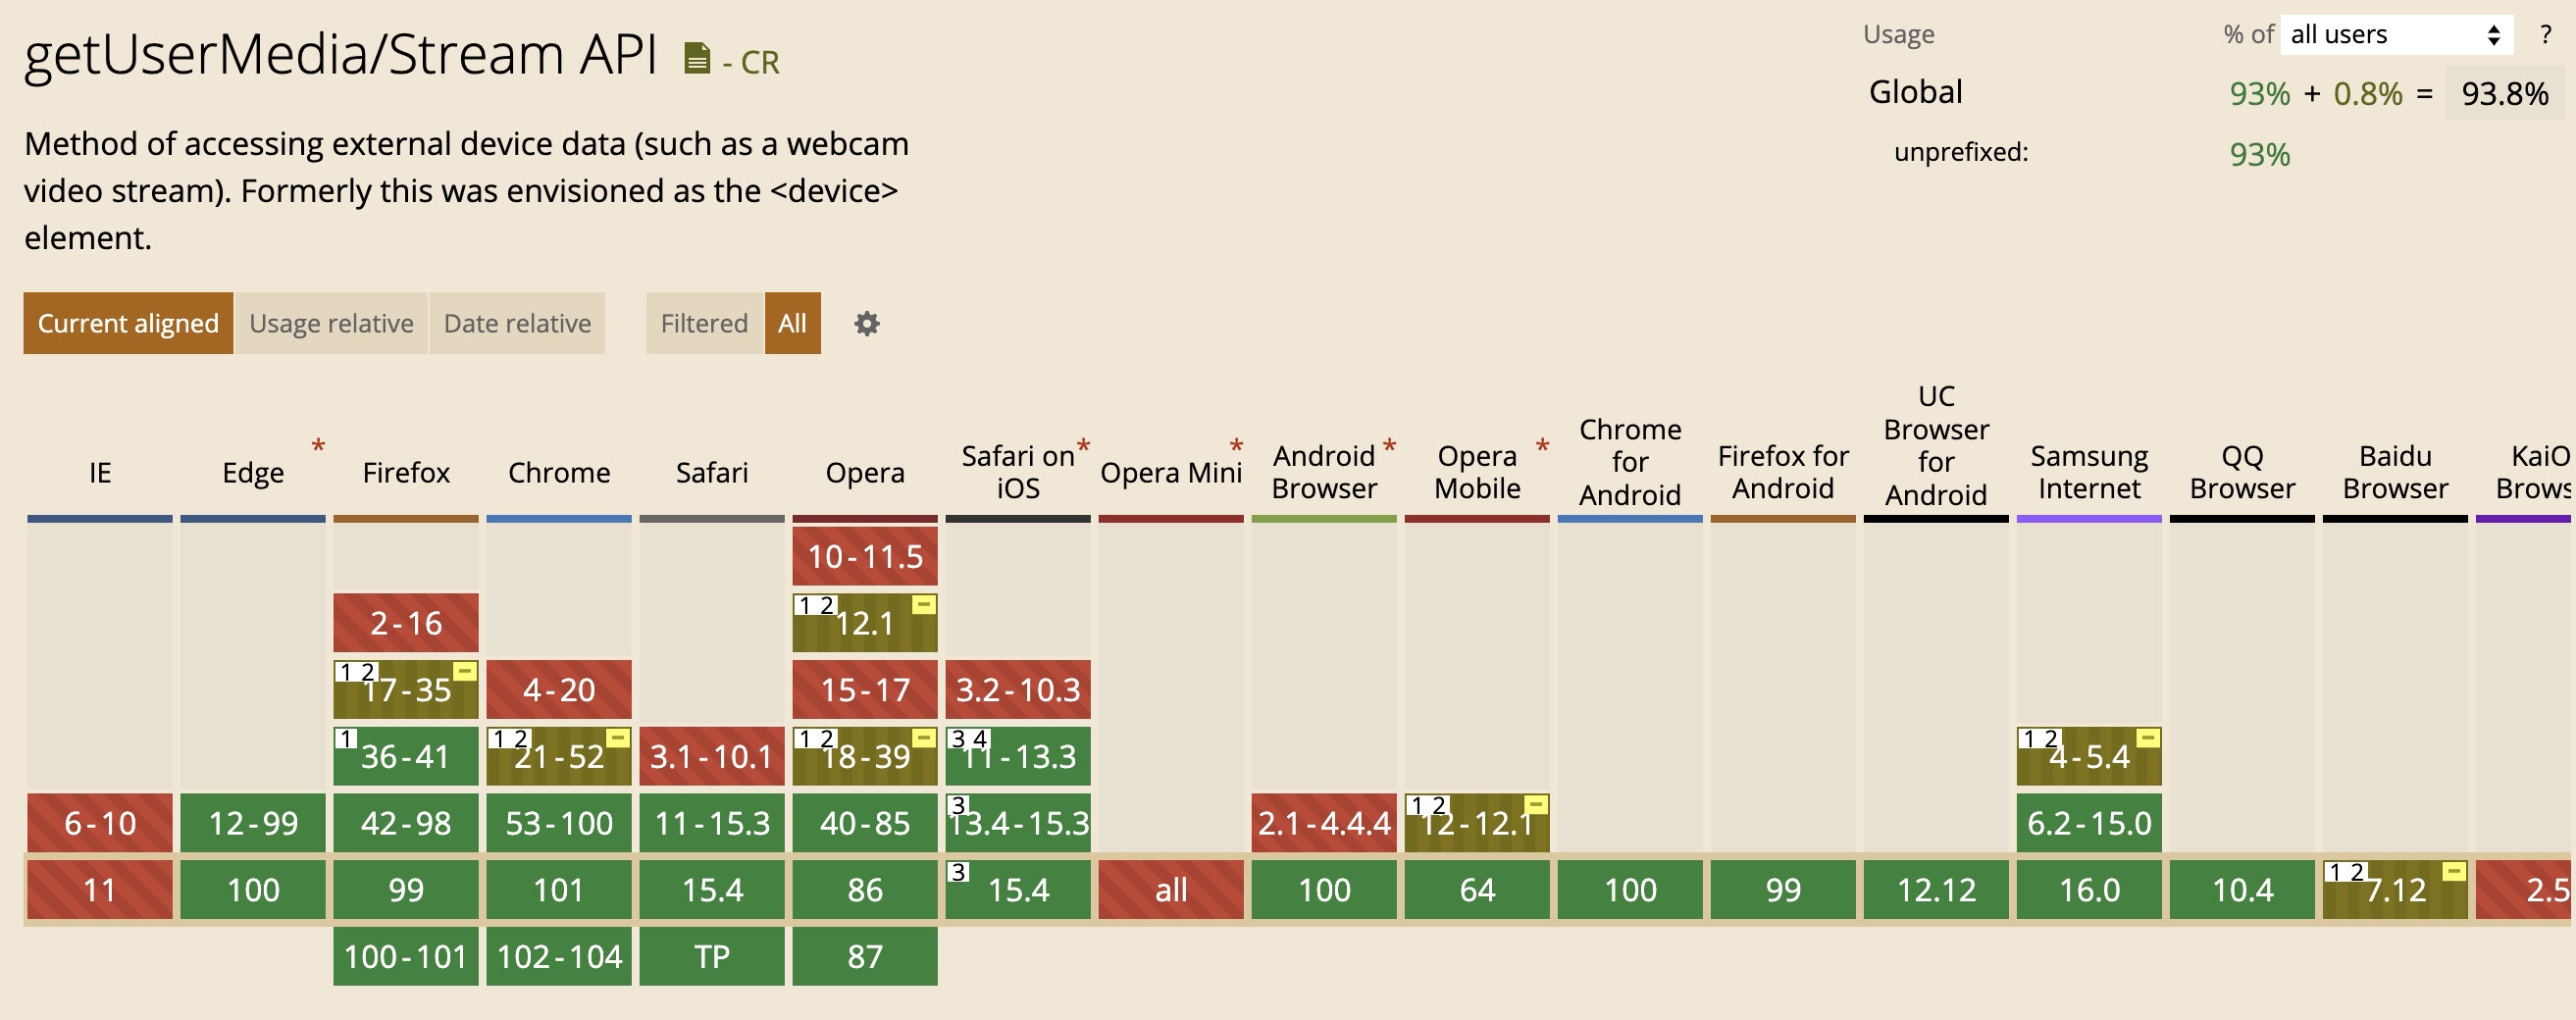 getUserMedia/Stream API - CR
Usage % of all users ?
Global 93% + 0.8% = 93.8%
unprefixed: 93%
Method of accessing external device data (such as a webcam
video stream). Formerly this was envisioned as the <device>
element.
Current aligned Usage relative Date relative Filtered All
IE
Edge *
Firefox
Chrome
Safari
Opera
Safari on *
iOS
Opera Mini *
Android *
Browser
Opera *
Mobile
Chrome
for
Android
Firefox for
Android
UC
Browser
for
Android
Samsung
Internet
QQ
Browser
Baidu
Browser
KaiO
Brows
10-11.5
2-16 1 2 12.1 -
1 2 17-35 - 4-20 15-17 3.2-10.3
1 36-41 1 2 21-52 - 3.1-10.1 1 2 18-39 - 3 4 11-13.3 1 2 4-5.4 -
6-10 12-99 42-98 53-100 11-15.3 40-85 3 13.4-15.3 2.1-4.4.4 1 2 12-12.1 - 6.2-15.0
11 100 99 101 15.4 86 3 15.4 all 100 64 100 99 12.12 16.0 10.4 1 2 7.12 - 2.5
100-101 102-104 TP 87